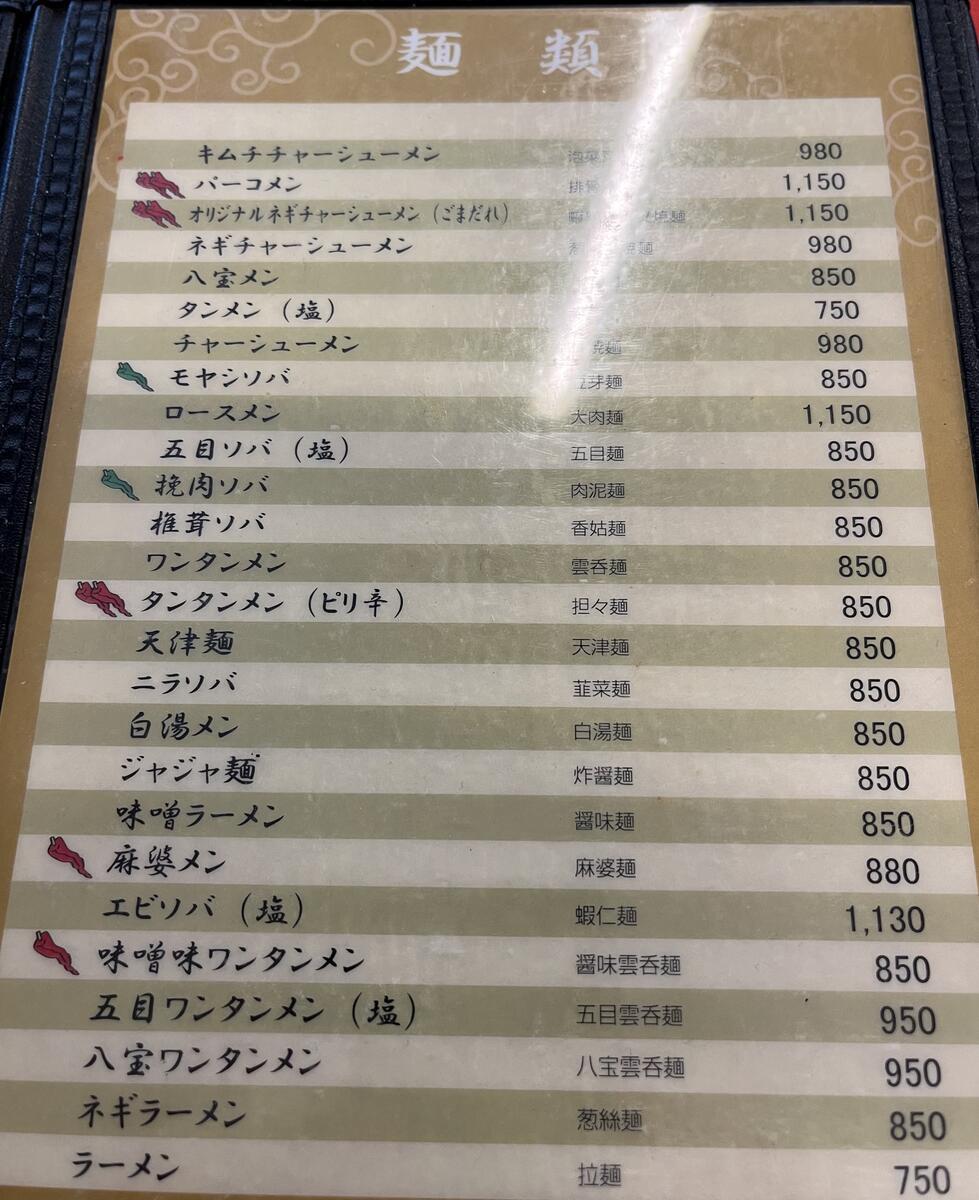 麺 類
キムチチャーシューメン 泡菜 980
パーコメン 排骨 1,150
オリジナルネギチャーシューメン（ごまだれ） 焼麺 1,150
ネギチャーシューメン 葱 焼麺 980
八宝メン 850
タンメン（塩） 750
チャーシューメン 焼麺 980
モヤシソバ 芽麺 850
ロースメン 大肉麺 1,150
五目ソバ（塩） 五目麺 850
挽肉ソバ 肉泥麺 850
椎茸ソバ 香姑麺 850
ワンタンメン 雲呑麺 850
タンタンメン（ピリ辛） 担々麺 850
天津麺 天津麺 850
ニラソバ 韮菜麺 850
白湯メン 白湯麺 850
ジャジャ麺 炸醤麺 850
味噌ラーメン 醤味麺 850
麻婆メン 麻婆麺 880
エビソバ（塩） 蝦仁麺 1,130
味噌味ワンタンメン 醤味雲呑麺 850
五目ワンタンメン（塩） 五目雲呑麺 950
八宝ワンタンメン 八宝雲呑麺 950
ネギラーメン 葱絲麺 850
ラーメン 拉麺 750